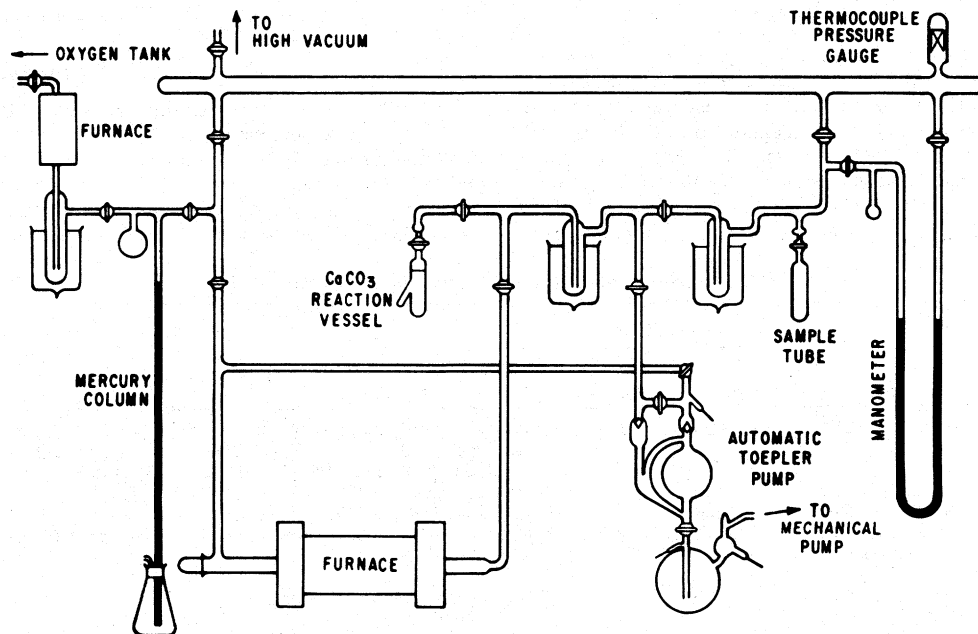 TO
HIGH VACUUM
OXYGEN TANK
THERMOCOUPLE
PRESSURE
GAUGE
FURNACE
CaCO3
REACTION
VESSEL
SAMPLE
TUBE
MERCURY
COLUMN
MANOMETER
AUTOMATIC
TOEPLER
PUMP
TO
MECHANICAL
PUMP
FURNACE